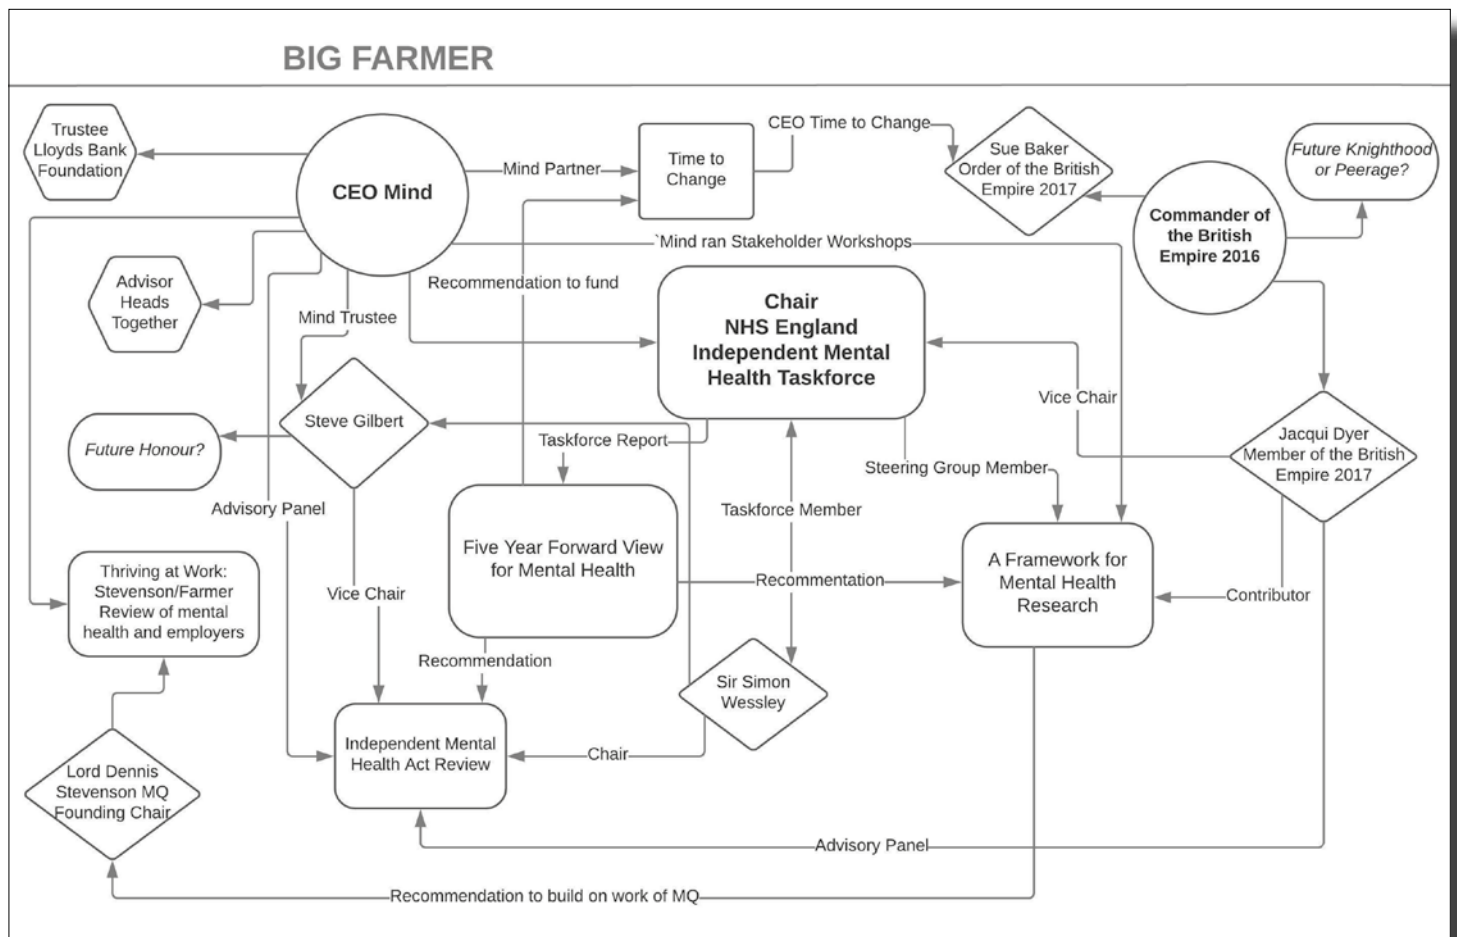 BIG FARMER
Trustee
Lloyds Bank
Foundation
CEO Mind
Mind Partner
Time to
Change
CEO Time to Change
Sue Baker
Order of the British
Empire 2017
Future Knighthood
or Peerage?
Commander of
the British
Empire 2016
`Mind ran Stakeholder Workshops
Advisor
Heads
Together
Recommendation to fund
Mind Trustee
Chair
NHS England
Independent Mental
Health Taskforce
Vice Chair
Steve Gilbert
Future Honour?
Taskforce Report
Steering Group Member
Jacqui Dyer
Member of the British
Empire 2017
Advisory Panel
Taskforce Member
Five Year Forward View
for Mental Health
A Framework for
Mental Health
Research
Thriving at Work:
Stevenson/Farmer
Review of mental
health and employers
Vice Chair
Recommentation
Contributor
Recommendation
Sir Simon
Wessley
Independent Mental
Health Act Review
Chair
Lord Dennis
Stevenson MQ
Founding Chair
Advisory Panel
Recommendation to build on work of MQ